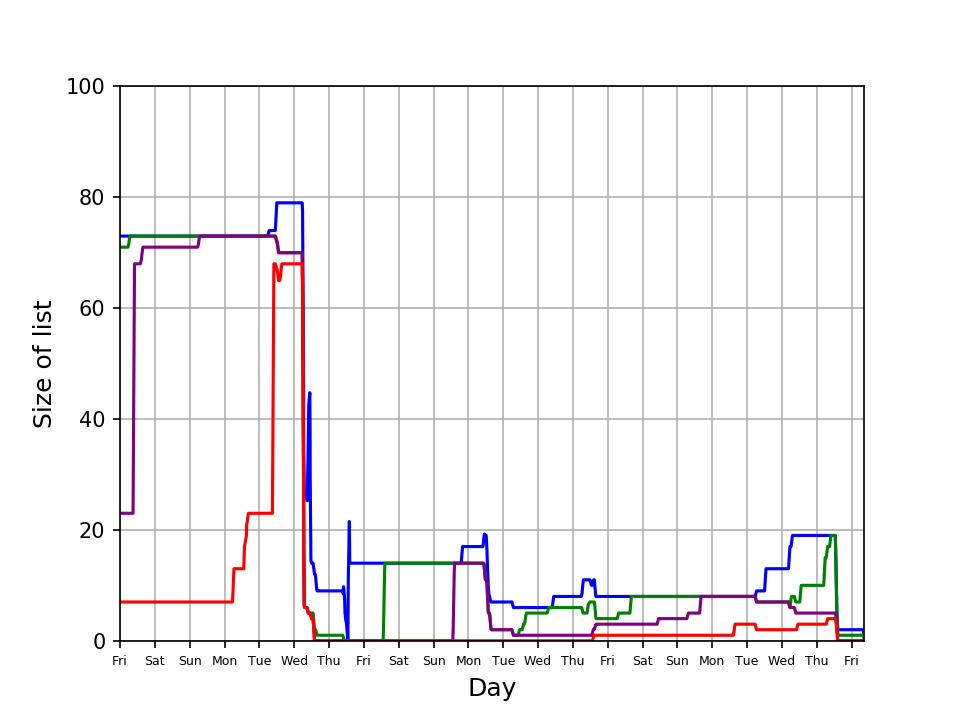 100
80
60
40
20
0
Size of list
Fri Sat Sun Mon Tue Wed Thu Fri Sat Sun Mon Tue Wed Thu Fri Sat Sun Mon Tue Wed Thu Fri
Day